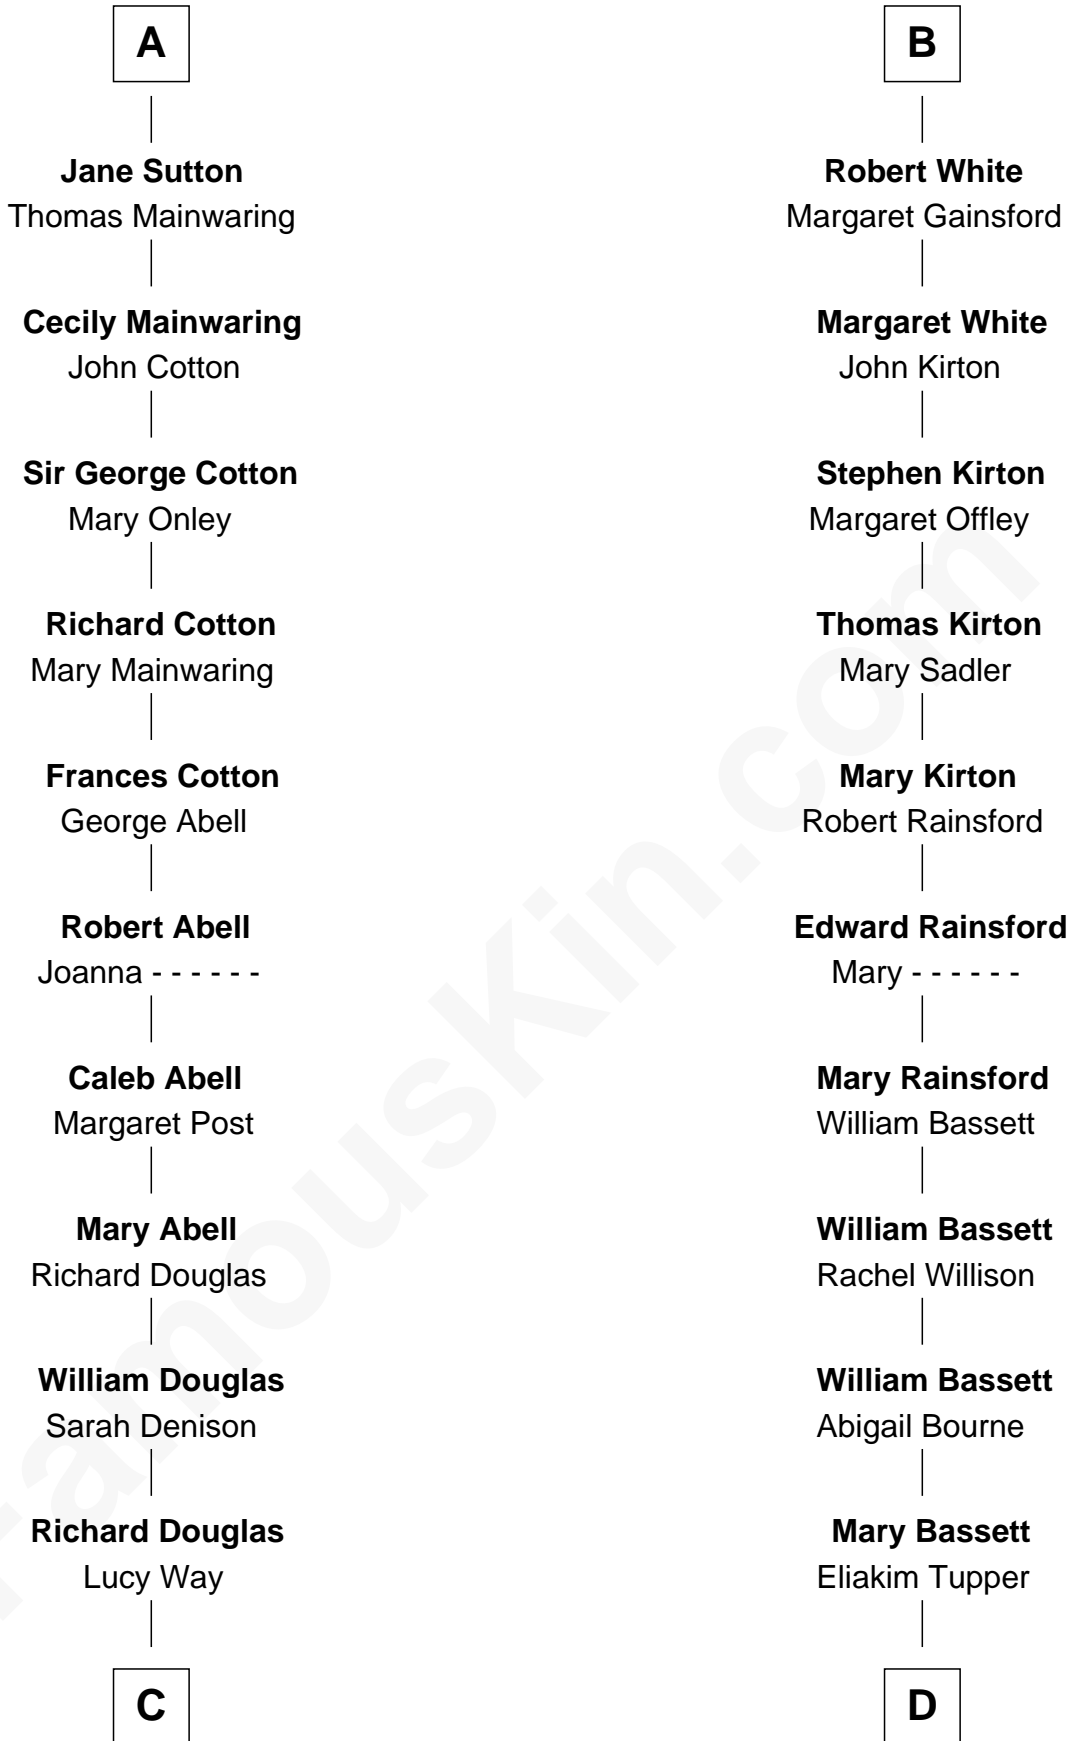 A
Jane Sutton
Thomas Mainwaring
Cecily Mainwaring
John Cotton
Sir George Cotton
Mary Onley
Richard Cotton
Mary Mainwaring
Frances Cotton
George Abell
Robert Abell
Joanna - - - - - -
Caleb Abell
Margaret Post
Mary Abell
Richard Douglas
William Douglas
Sarah Denison
Richard Douglas
Lucy Way
C
B
Robert White
Margaret Gainsford
Margaret White
John Kirton
Stephen Kirton
Margaret Offley
Thomas Kirton
Mary Sadler
Mary Kirton
Robert Rainsford
Edward Rainsford
Mary - - - - - -
Mary Rainsford
William Bassett
William Bassett
Rachel Willison
William Bassett
Abigail Bourne
Mary Bassett
Eliakim Tupper
D
FamousKin.com